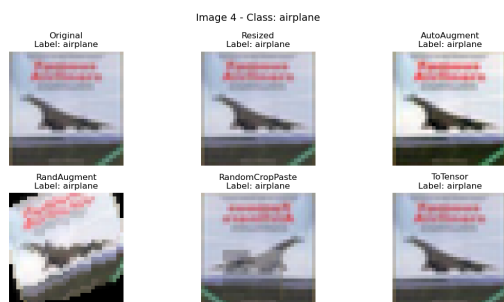 Image 4 - Class: airplane
Original
Label: airplane
Resized
Label: airplane
AutoAugment
Label: airplane
RandAugment
Label: airplane
RandomCropPaste
Label: airplane
ToTensor
Label: airplane